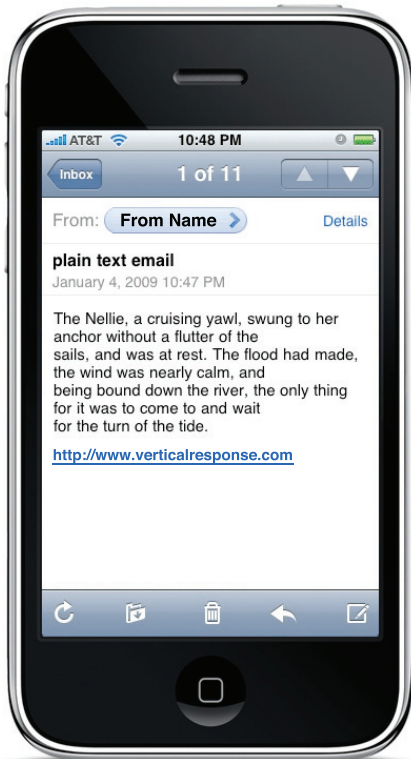 AT&T 10:48 PM
Inbox 1 of 11
From: From Name Details
plain text email
January 4, 2009 10:47 PM
The Nellie, a cruising yawl, swung to her
anchor without a flutter of the
sails, and was at rest. The flood had made,
the wind was nearly calm, and
being bound down the river, the only thing
for it was to come to and wait
for the turn of the tide.
http://www.verticalresponse.com